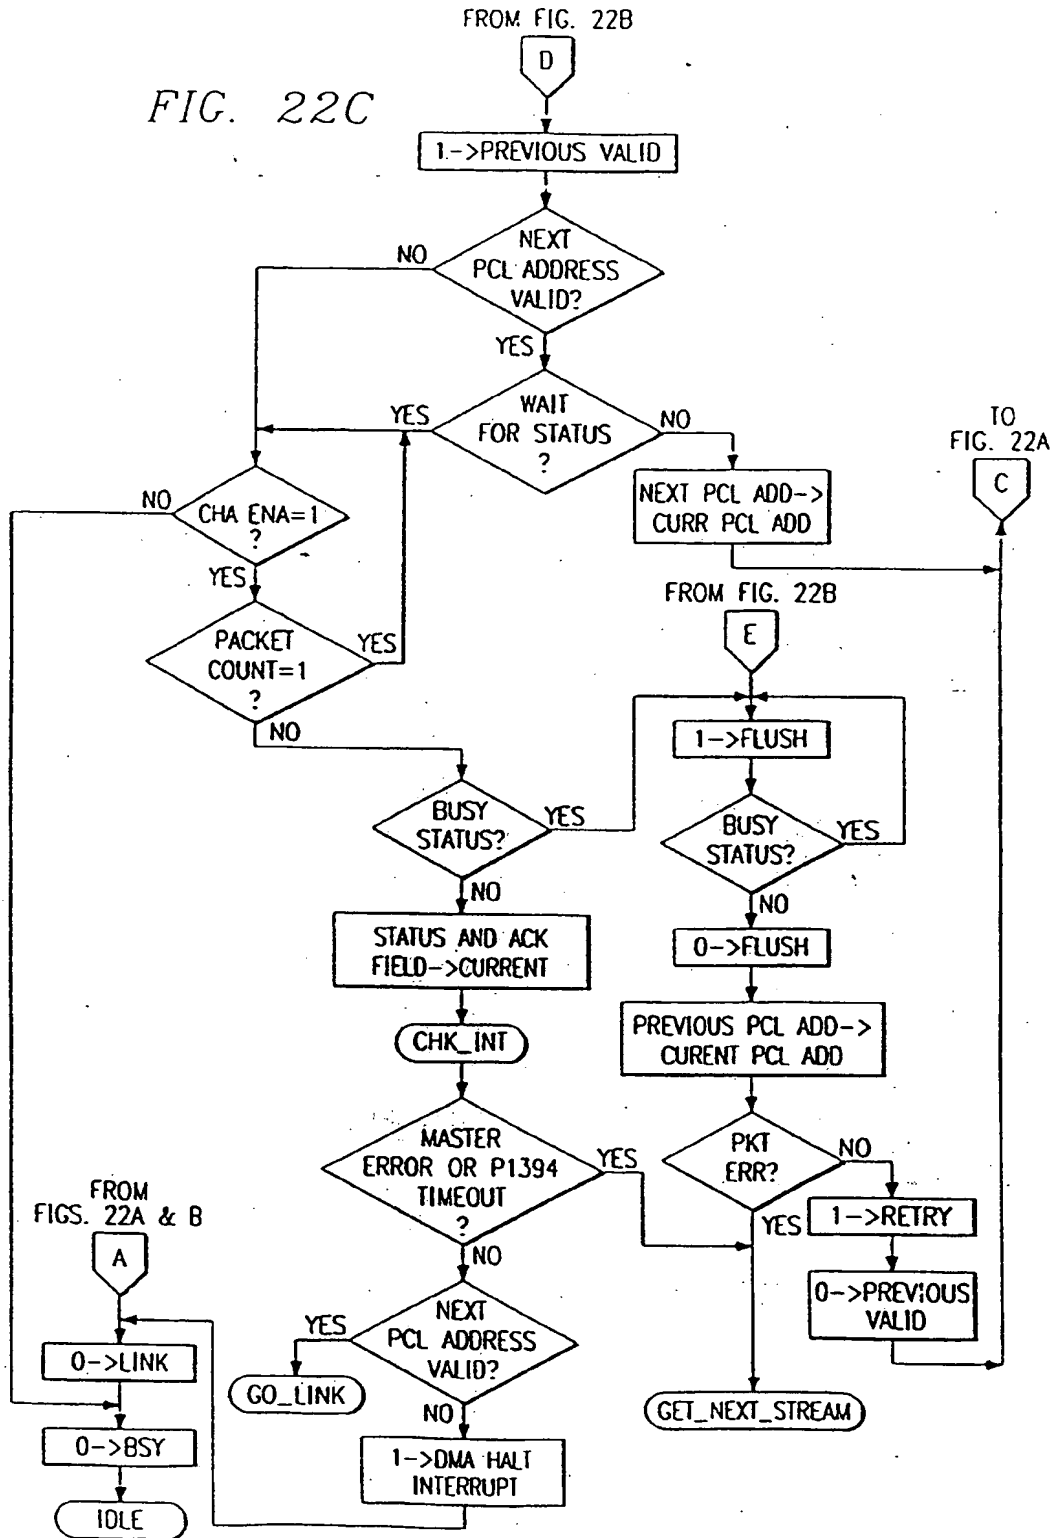 FROM FIG. 22B
D
FIG. 22C
1->PREVIOUS VALID
NEXT
PCL ADDRESS
VALID?
NO
YES
WAIT
FOR STATUS
?
YES
NO
NEXT PCL ADD->
CURR PCL ADD
TO
FIG. 22A
C
CHA ENA=1
?
NO
YES
PACKET
COUNT=1
?
YES
NO
FROM FIG. 22B
E
1->FLUSH
BUSY
STATUS?
YES
NO
BUSY
STATUS?
YES
NO
STATUS AND ACK
FIELD->CURRENT
0->FLUSH
CHK_INT
PREVIOUS PCL ADD->
CURENT PCL ADD
MASTER
ERROR OR P1394
TIMEOUT
?
YES
NO
PKT
ERR?
NO
YES
1->RETRY
0->PREVIOUS
VALID
FROM
FIGS. 22A & B
A
0->LINK
0->BSY
IDLE
NEXT
PCL ADDRESS
VALID?
YES
NO
GO_LINK
GET_NEXT_STREAM
1->DMA HALT
INTERRUPT